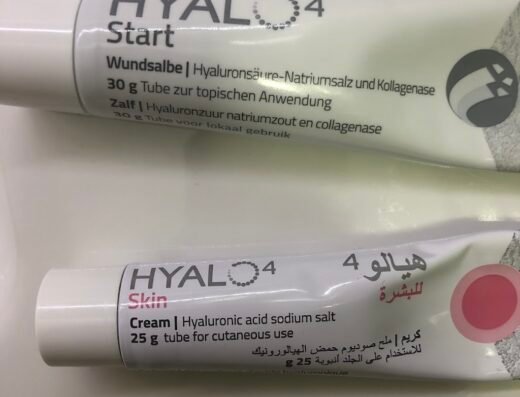 HYALO4
Start
Wundsalbe | Hyaluronsäure-Natriumsalz und Kollagenase
30 g Tube zur topischen Anwendung
Zalf | Hyaluronzuur natriumzout en collagenase
30 g Tube voor lokaal gebruik
HYALO4
Skin
Cream | Hyaluronic acid sodium salt
25 g tube for cutaneous use
هيالو 4
للبشرة
كريم | ملح صوديوم حمض الهيالورونيك
للاستخدام على الجلد أنبوبة 25 g